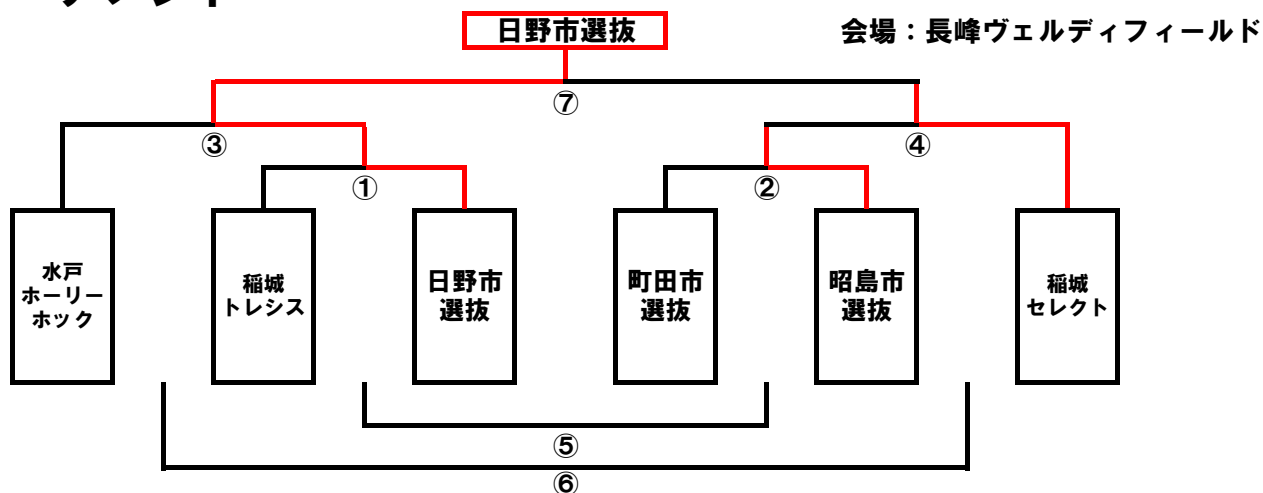 日野市選抜
会場：長峰ヴェルディフィールド
⑦
③
④
①
②
水戸
ホーリー
ホック
稲城
トレシス
日野市
選抜
町田市
選抜
昭島市
選抜
稲城
セレクト
⑤
⑥